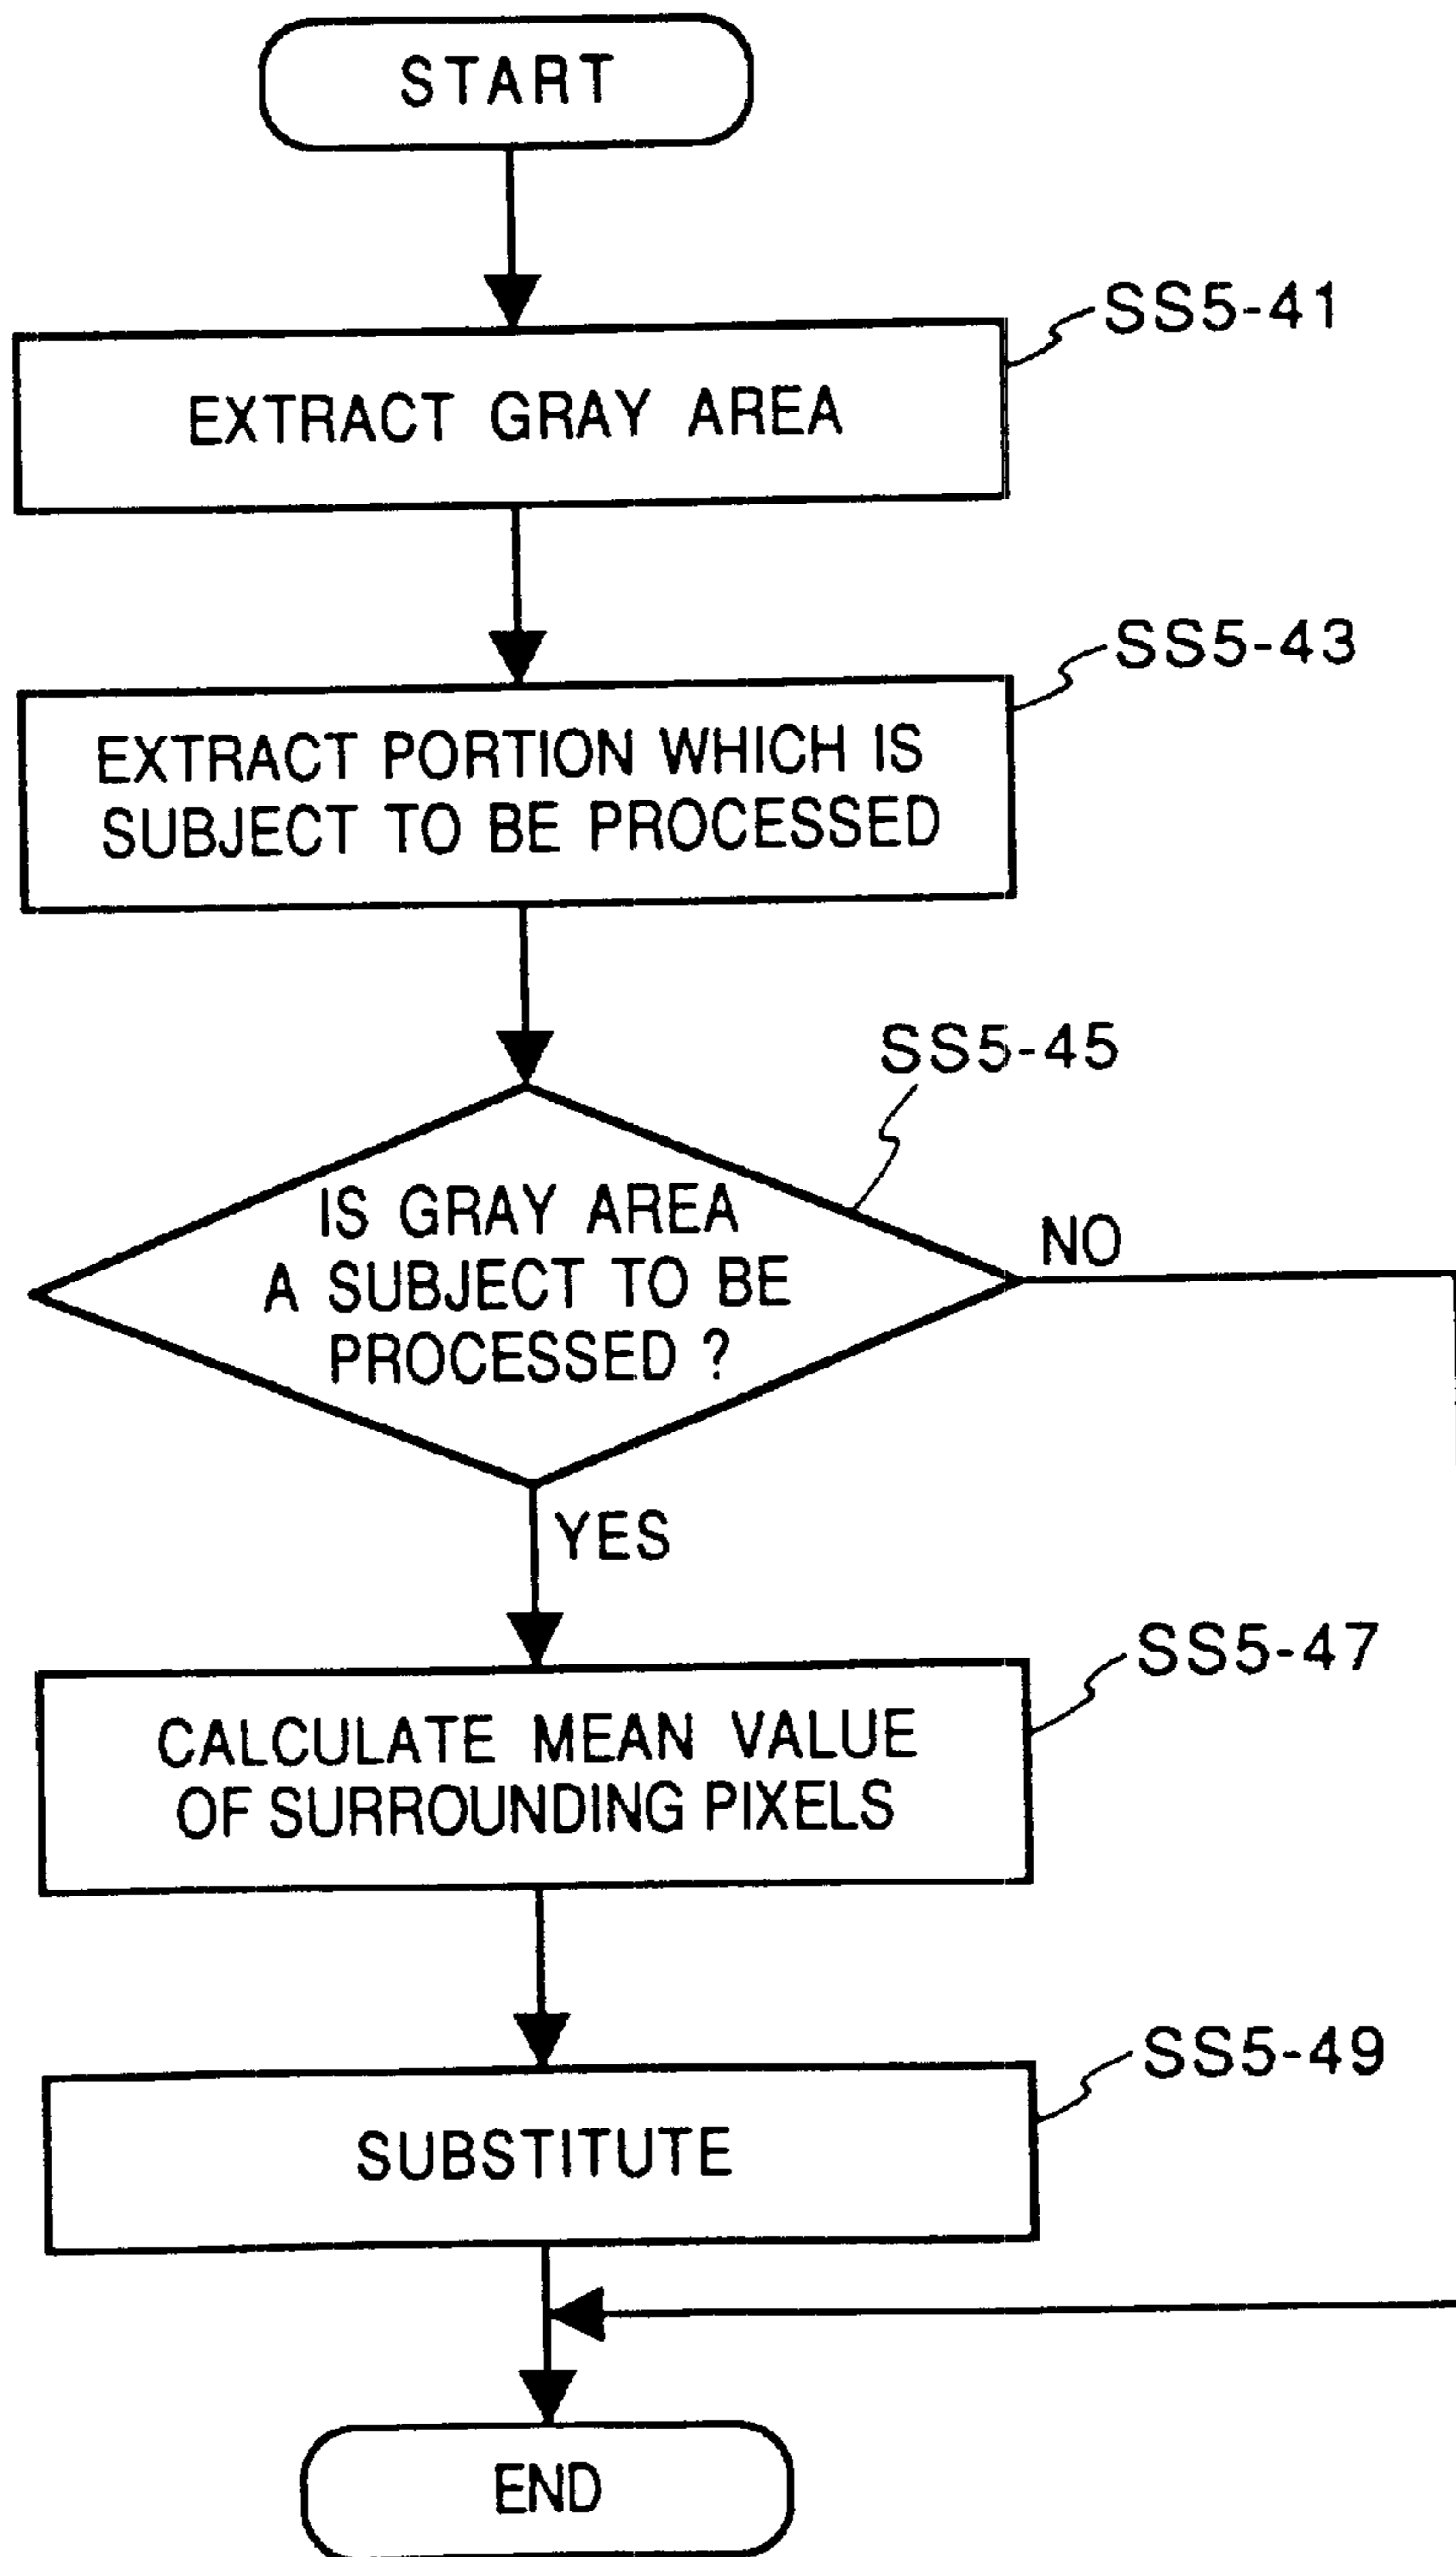 START
SS5-41
EXTRACT GRAY AREA
SS5-43
EXTRACT PORTION WHICH IS
SUBJECT TO BE PROCESSED
SS5-45
IS GRAY AREA
A SUBJECT TO BE
PROCESSED ?
NO
YES
SS5-47
CALCULATE MEAN VALUE
OF SURROUNDING PIXELS
SS5-49
SUBSTITUTE
END